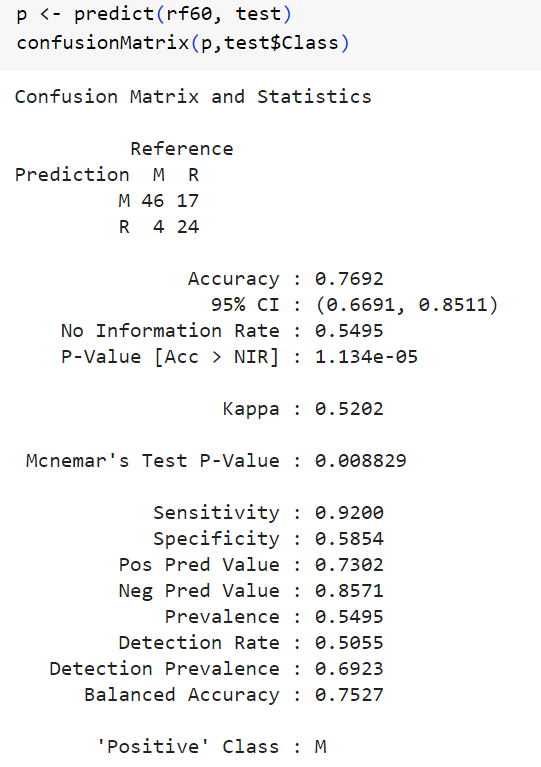 p <- predict(rf60, test)
confusionMatrix(p,test$Class)
Confusion Matrix and Statistics
Reference
Prediction M R
M 46 17
R 4 24
Accuracy : 0.7692
95% CI : (0.6691, 0.8511)
No Information Rate : 0.5495
P-Value [Acc > NIR] : 1.134e-05
Kappa : 0.5202
Mcnemar's Test P-Value : 0.008829
Sensitivity : 0.9200
Specificity : 0.5854
Pos Pred Value : 0.7302
Neg Pred Value : 0.8571
Prevalence : 0.5495
Detection Rate : 0.5055
Detection Prevalence : 0.6923
Balanced Accuracy : 0.7527
'Positive' Class : M